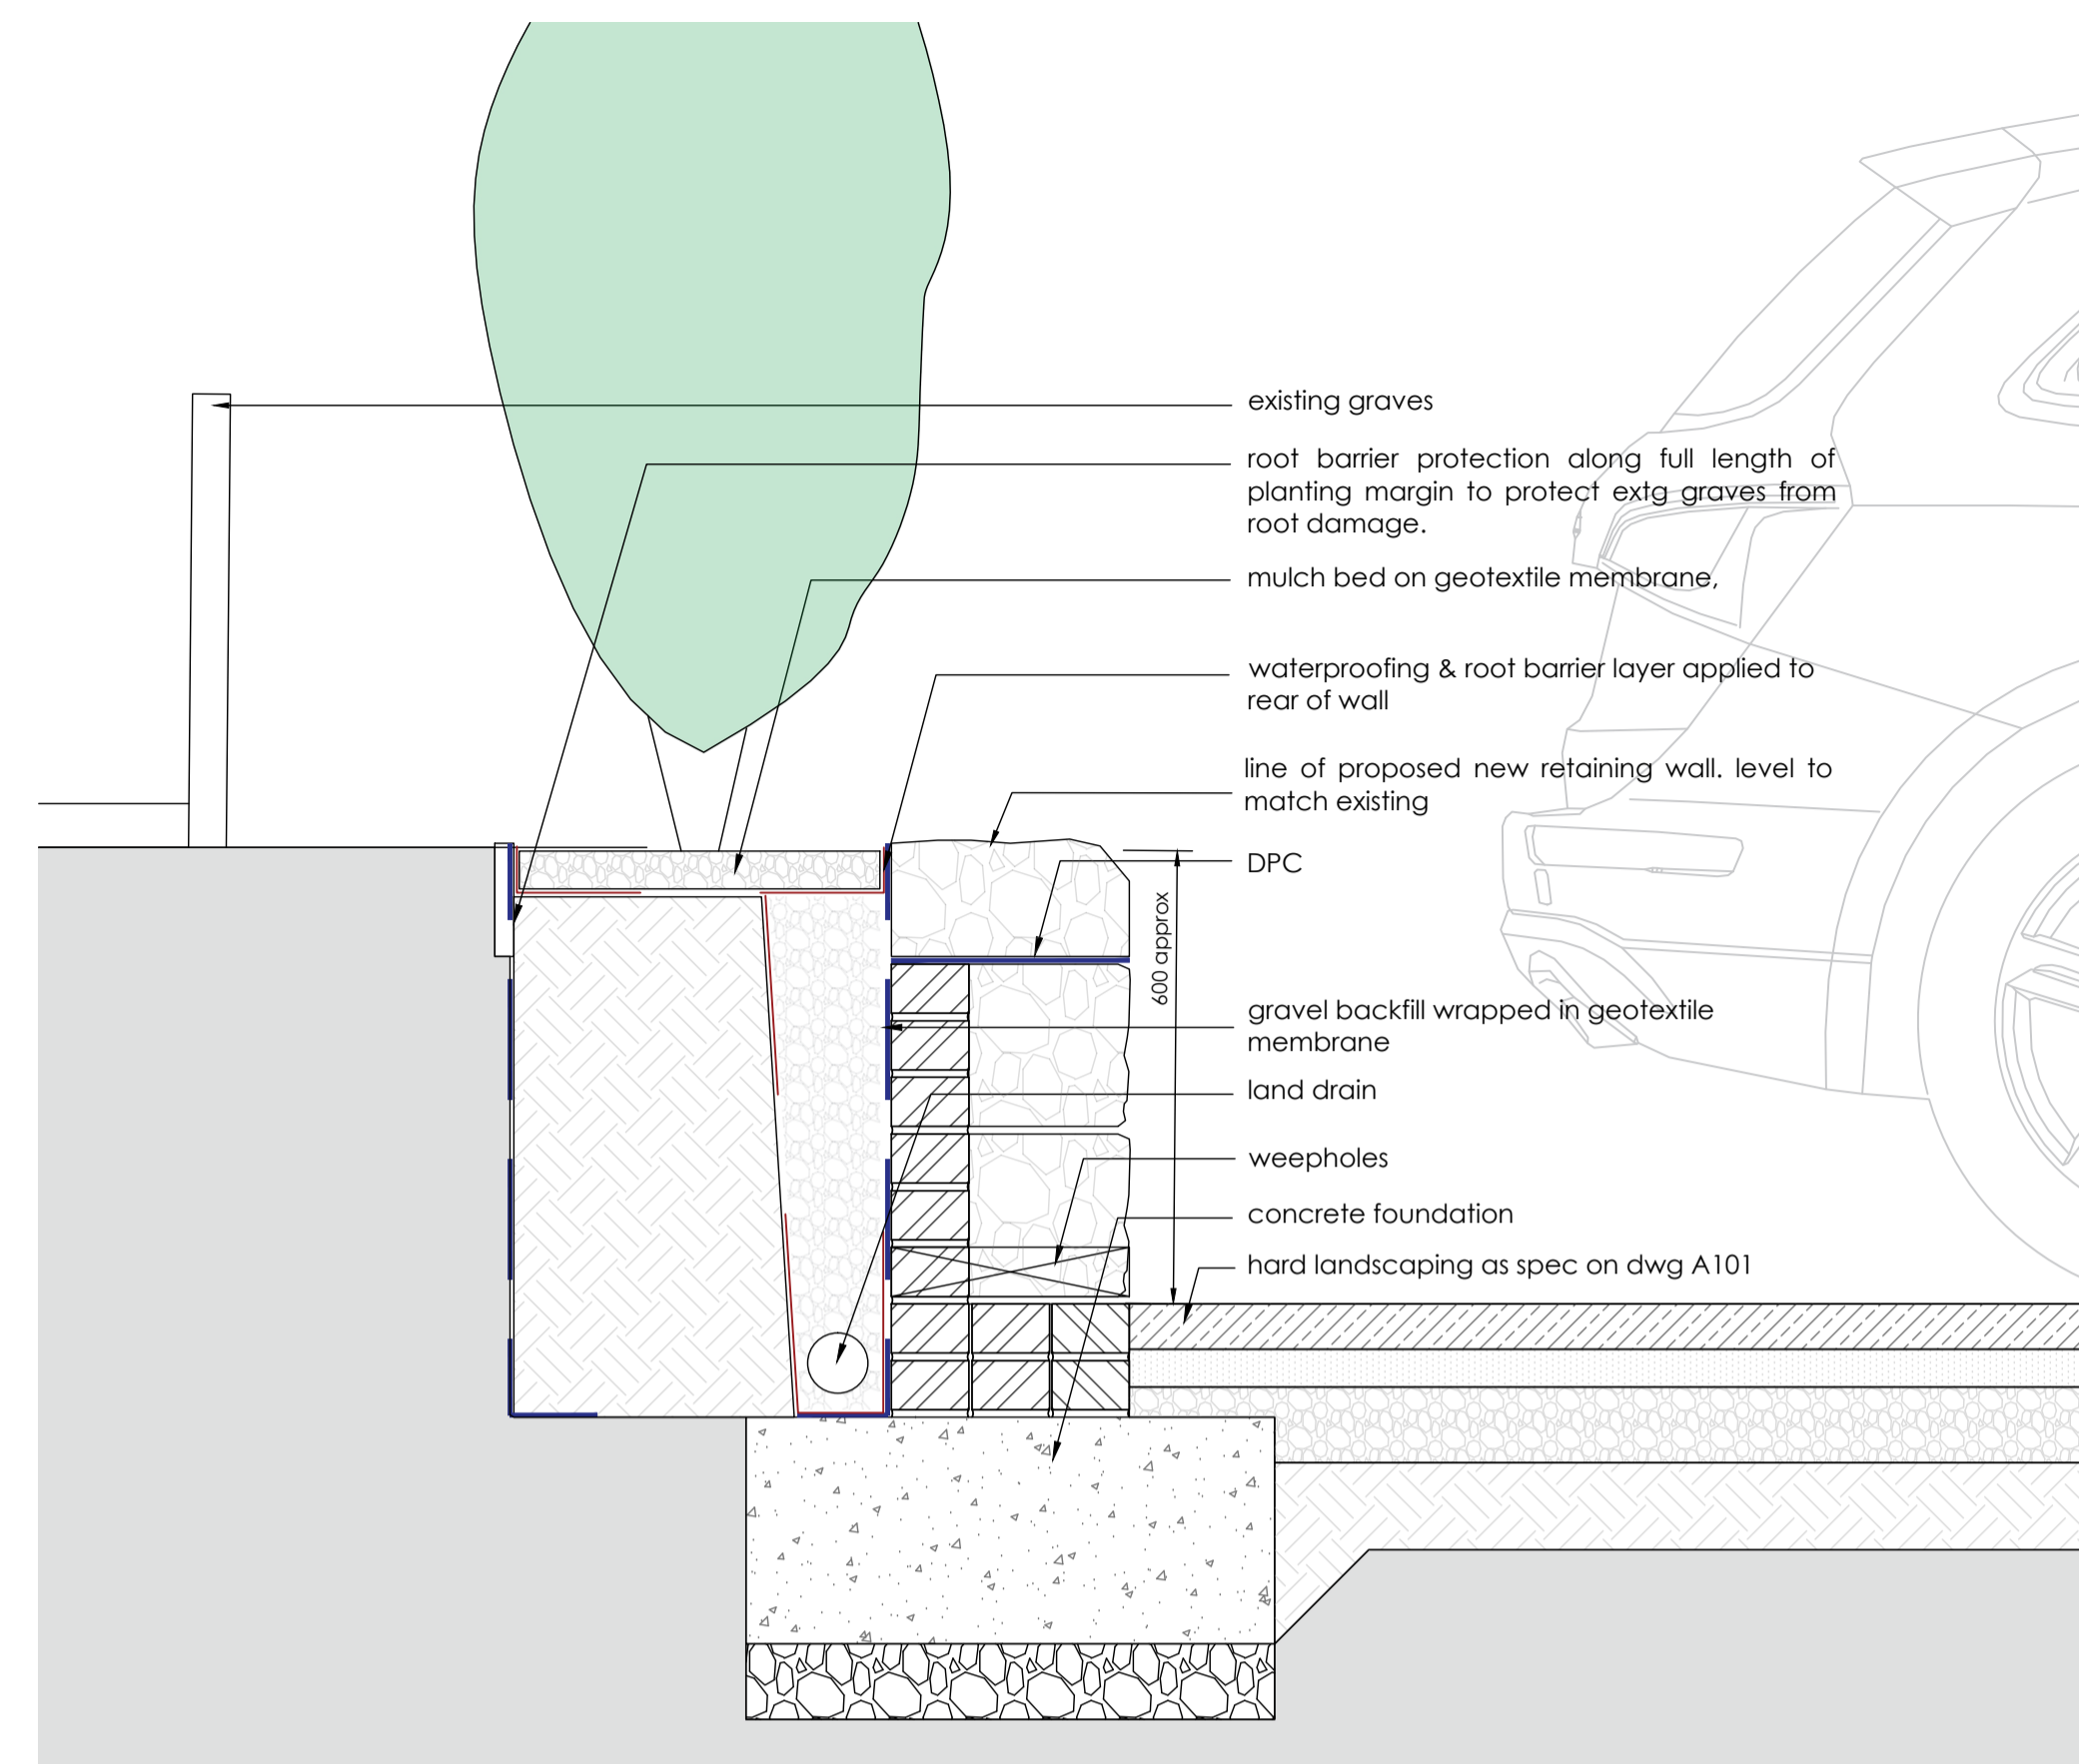 existing graves
root barrier protection along full length of
planting margin to protect extg graves from
root damage.
mulch bed on geotextile membrane,
waterproofing & root barrier layer applied to
rear of wall
line of proposed new retaining wall. level to
match existing
DPC
600 approx
gravel backfill wrapped in geotextile
membrane
land drain
weepholes
concrete foundation
hard landscaping as spec on dwg A101